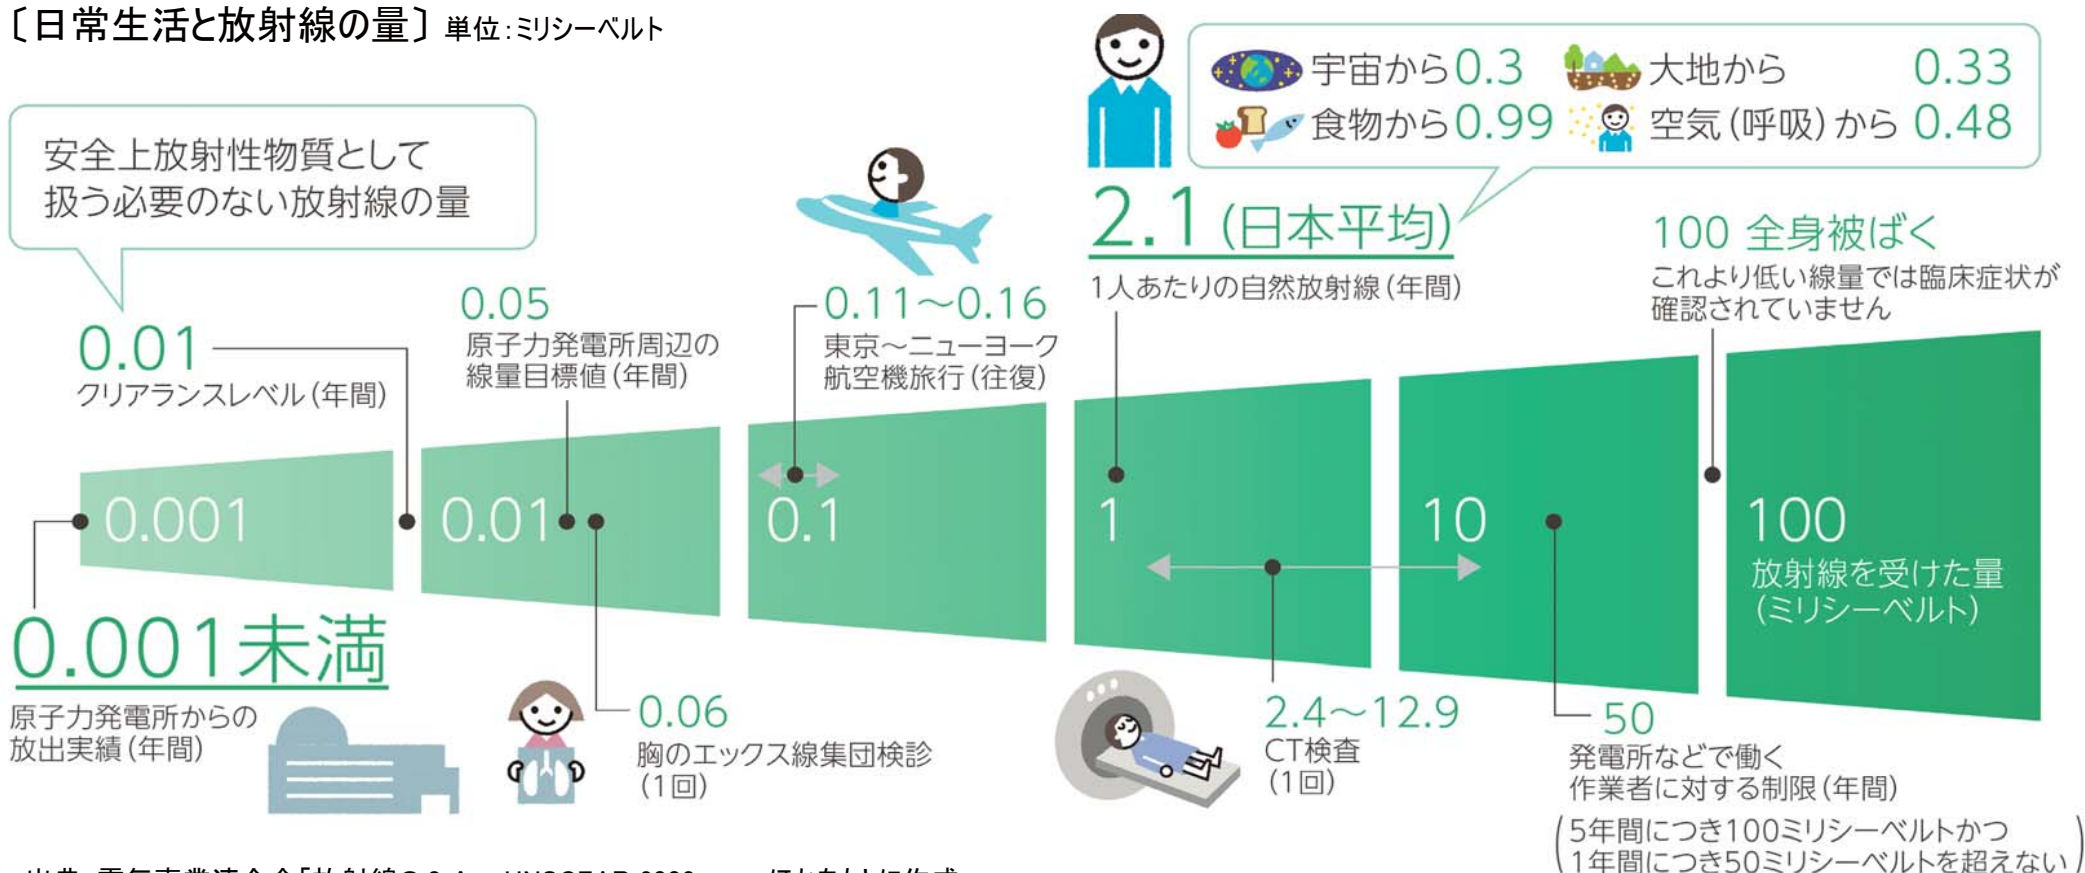 〔日常生活と放射線の量〕 単位：ミリシーベルト
宇宙から0.3 大地から 0.33
食物から0.99 空気（呼吸）から 0.48
安全上放射性物質として
扱う必要のない放射線の量
2.1（日本平均）
1人あたりの自然放射線（年間）
100 全身被ばく
これより低い線量では臨床症状が
確認されていません
0.01
クリアランスレベル（年間）
0.05
原子力発電所周辺の
線量目標値（年間）
0.11～0.16
東京～ニューヨーク
航空機旅行（往復）
0.001
0.01
0.1
1
10
100
放射線を受けた量
（ミリシーベルト）
0.001未満
原子力発電所からの
放出実績（年間）
0.06
胸のエックス線集団検診
（1回）
2.4～12.9
CT検査
（1回）
50
発電所などで働く
作業者に対する制限（年間）
（5年間につき100ミリシーベルトかつ
1年間につき50ミリシーベルトを超えない）